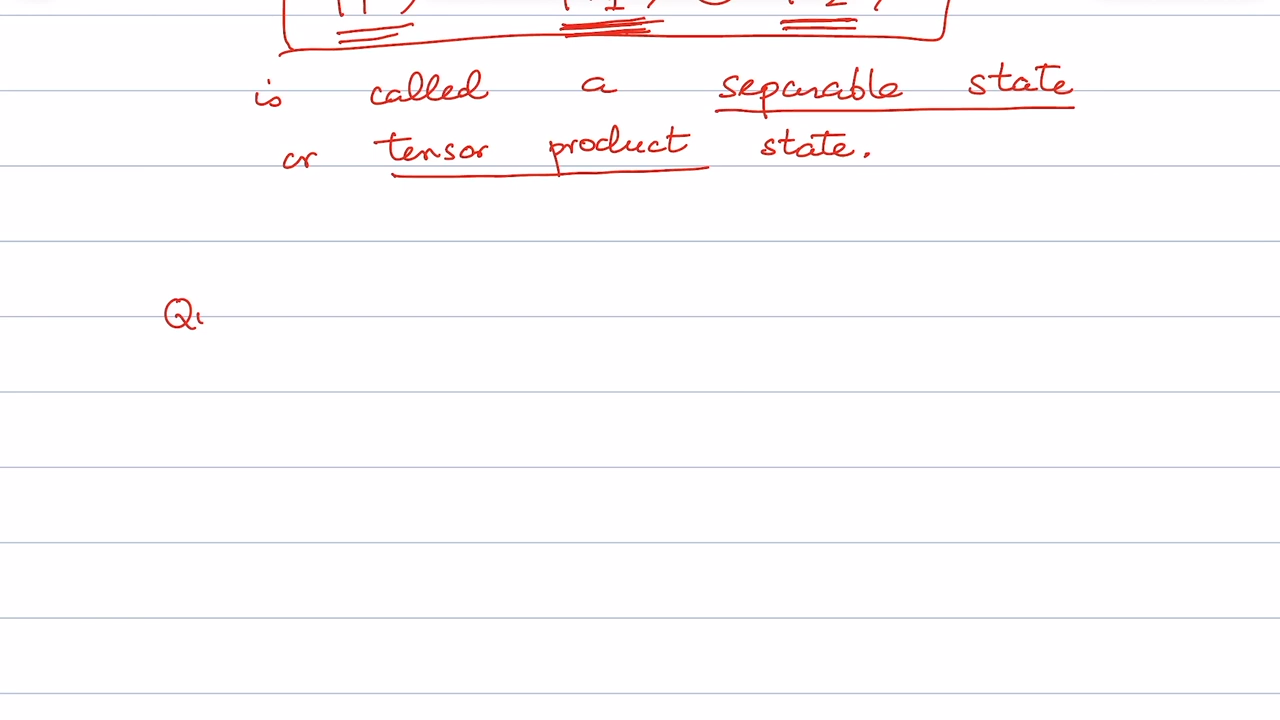 is called a separable state
or tensor product state.
Q